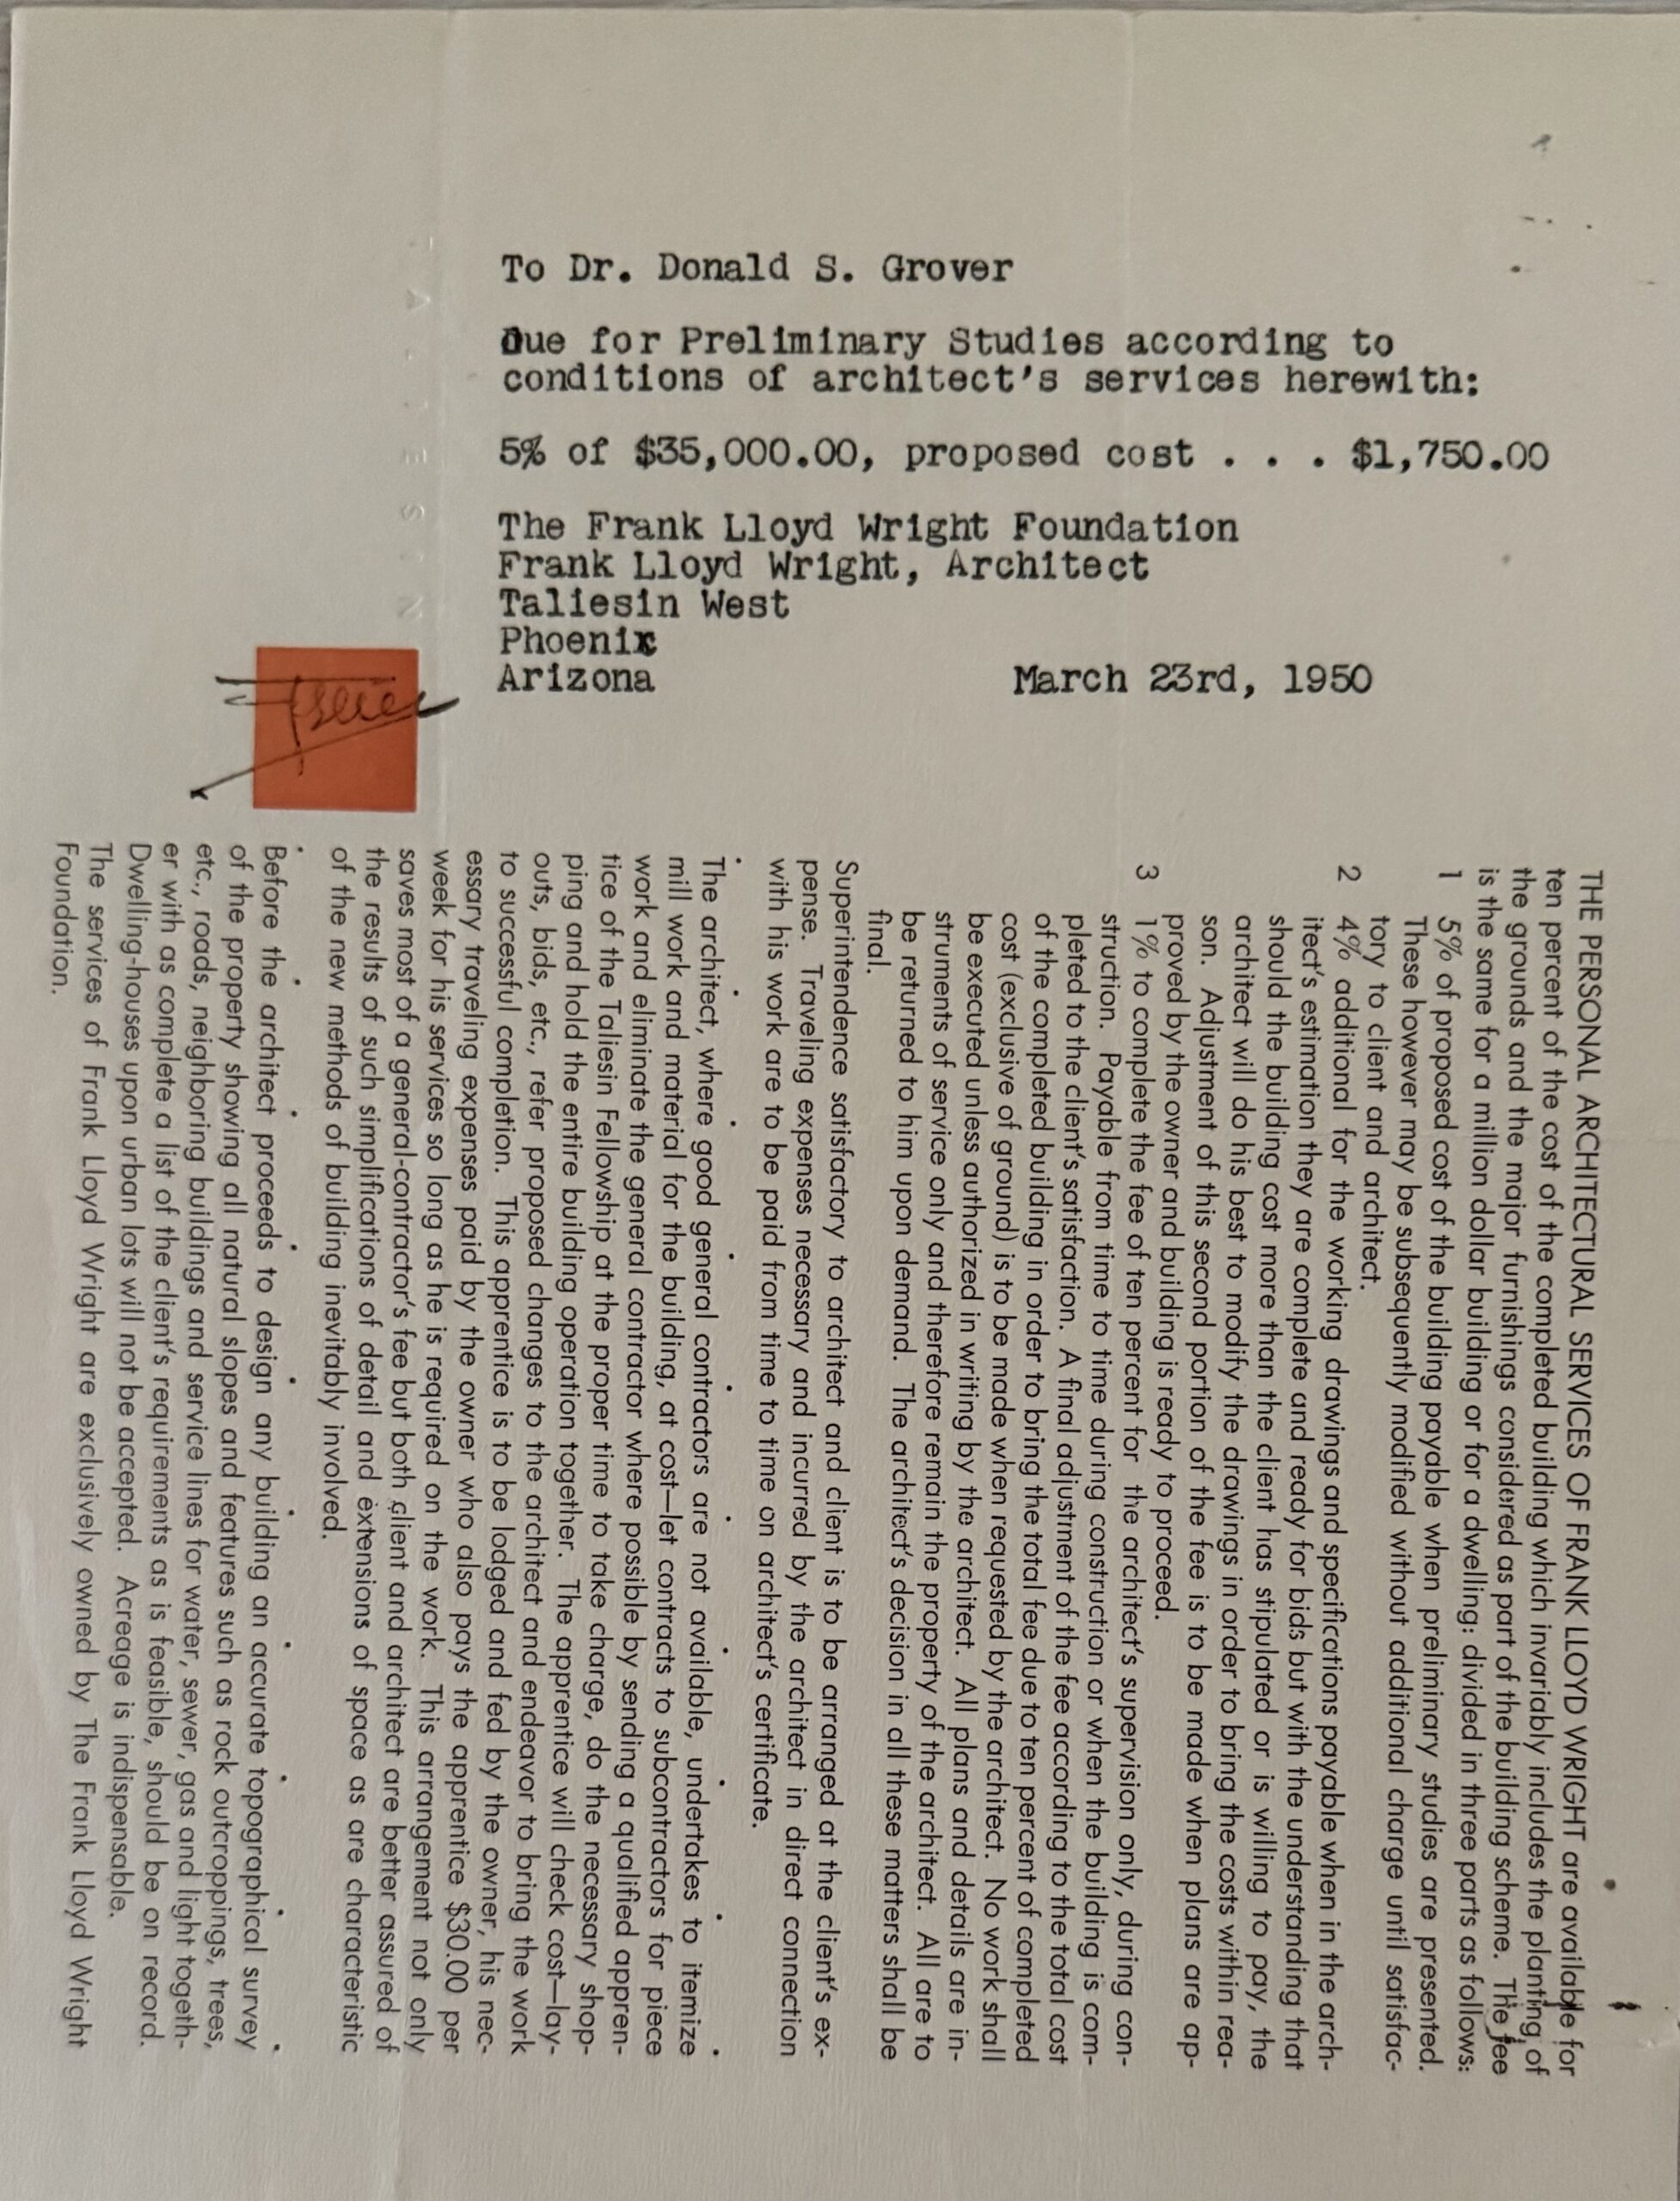 To Dr. Donald S. Grover
Due for Preliminary Studies according to
conditions of architect's services herewith:
5% of $35,000.00, proposed cost . . . $1,750.00
The Frank Lloyd Wright Foundation
Frank Lloyd Wright, Architect
Taliesin West
Phoenix
Arizona March 23rd, 1950
THE PERSONAL ARCHITECTURAL SERVICES OF FRANK LLOYD WRIGHT are available for
ten percent of the cost of the completed building which invariably includes the planting of
the grounds and the major furnishings considered as part of the building scheme. The fee
is the same for a million dollar building or for a dwelling: divided in three parts as follows:
1 5% of proposed cost of the building payable when preliminary studies are presented.
These however may be subsequently modified without additional charge until satisfac-
tory to client and architect.
2 4% additional for the working drawings and specifications payable when in the arch-
itect's estimation they are complete and ready for bids but with the understanding that
should the building cost more than the client has stipulated or is willing to pay, the
architect will do his best to modify the drawings in order to bring the costs within rea-
son. Adjustment of this second portion of the fee is to be made when plans are ap-
proved by the owner and building is ready to proceed.
3 1% to complete the fee of ten percent for the architect's supervision only, during con-
struction. Payable from time to time during construction or when the building is com-
pleted to the client's satisfaction. A final adjustment of the fee according to the total cost
of the completed building in order to bring the total fee due to ten percent of completed
cost (exclusive of ground) is to be made when requested by the architect. No work shall
be executed unless authorized in writing by the architect. All plans and details are in-
struments of service only and therefore remain the property of the architect. All are to
be returned to him upon demand. The architect's decision in all these matters shall be
final.
Superintendence satisfactory to architect and client is to be arranged at the client's ex-
pense. Traveling expenses necessary and incurred by the architect in direct connection
with his work are to be paid from time to time on architect's certificate.
The architect, where good general contractors are not available, undertakes to itemize
mill work and material for the building, at cost—let contracts to subcontractors for piece
work and eliminate the general contractor where possible by sending a qualified appren-
tice of the Taliesin Fellowship at the proper time to take charge, do the necessary shop-
ping and hold the entire building operation together. The apprentice will check cost—lay-
outs, bids, etc., refer proposed changes to the architect and endeavor to bring the work
to successful completion. This apprentice is to be lodged and fed by the owner, his nec-
essary traveling expenses paid by the owner who also pays the apprentice $30.00 per
week for his services so long as he is required on the work. This arrangement not only
saves most of a general-contractor's fee but both client and architect are better assured of
the results of such simplifications of detail and extensions of space as are characteristic
of the new methods of building inevitably involved.
Before the architect proceeds to design any building an accurate topographical survey
of the property showing all natural slopes and features such as rock outcroppings, trees,
etc., roads, neighboring buildings and service lines for water, sewer, gas and light togeth-
er with as complete a list of the client's requirements as is feasible, should be on record.
Dwelling-houses upon urban lots will not be accepted. Acreage is indispensable.
The services of Frank Lloyd Wright are exclusively owned by The Frank Lloyd Wright
Foundation.